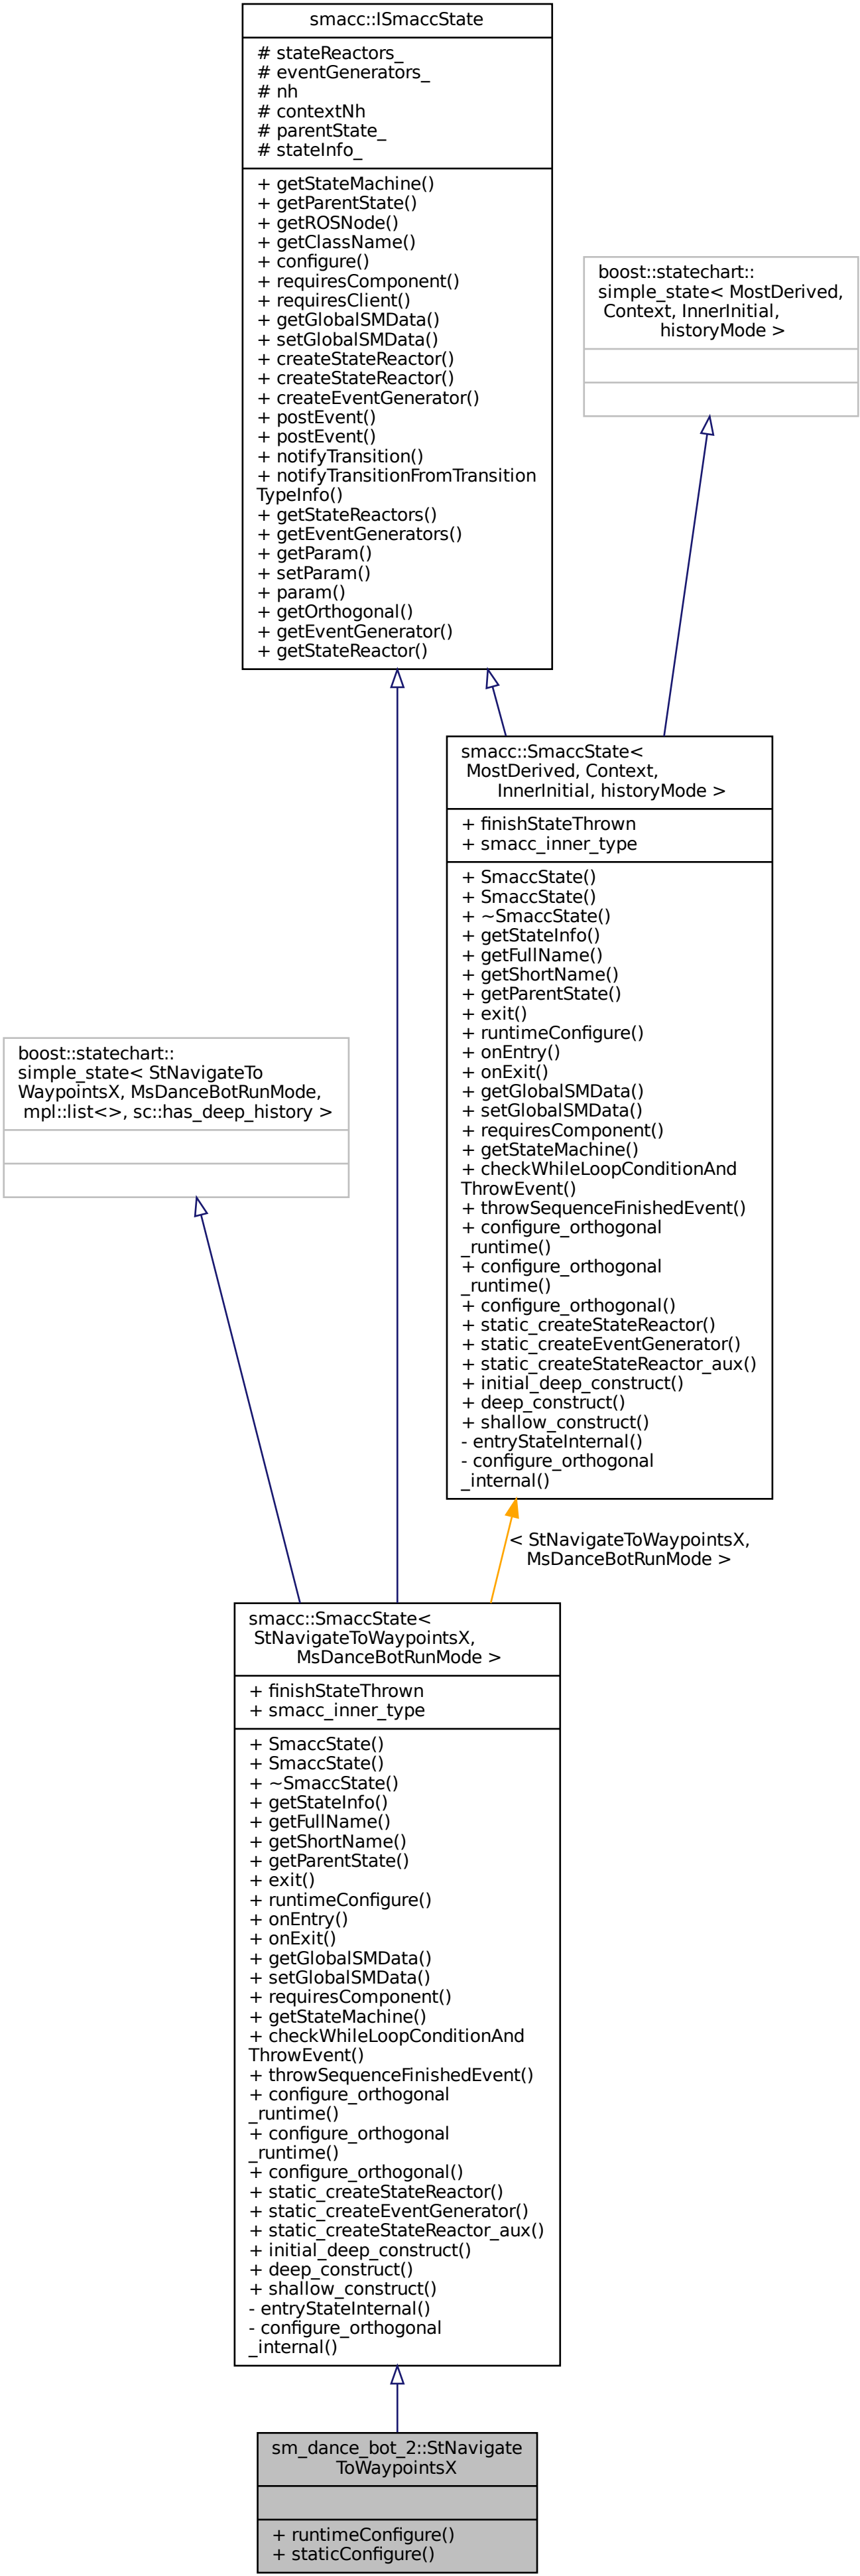 smacc::ISmaccState
# stateReactors_
# eventGenerators_
# nh
# contextNh
# parentState_
# stateInfo_
+ getStateMachine()
+ getParentState()
+ getROSNode()
+ getClassName()
+ configure()
+ requiresComponent()
+ requiresClient()
+ getGlobalSMData()
+ setGlobalSMData()
+ createStateReactor()
+ createStateReactor()
+ createEventGenerator()
+ postEvent()
+ postEvent()
+ notifyTransition()
+ notifyTransitionFromTransition
TypeInfo()
+ getStateReactors()
+ getEventGenerators()
+ getParam()
+ setParam()
+ param()
+ getOrthogonal()
+ getEventGenerator()
+ getStateReactor()
boost::statechart::
simple_state< MostDerived,
Context, InnerInitial,
historyMode >
smacc::SmaccState<
MostDerived, Context,
InnerInitial, historyMode >
+ finishStateThrown
+ smacc_inner_type
+ SmaccState()
+ SmaccState()
+ ~SmaccState()
+ getStateInfo()
+ getFullName()
+ getShortName()
+ getParentState()
+ exit()
+ runtimeConfigure()
+ onEntry()
+ onExit()
+ getGlobalSMData()
+ setGlobalSMData()
+ requiresComponent()
+ getStateMachine()
+ checkWhileLoopConditionAnd
ThrowEvent()
+ throwSequenceFinishedEvent()
+ configure_orthogonal
_runtime()
+ configure_orthogonal
_runtime()
+ configure_orthogonal()
+ static_createStateReactor()
+ static_createEventGenerator()
+ static_createStateReactor_aux()
+ initial_deep_construct()
+ deep_construct()
+ shallow_construct()
- entryStateInternal()
- configure_orthogonal
_internal()
boost::statechart::
simple_state< StNavigateTo
WaypointsX, MsDanceBotRunMode,
mpl::list<>, sc::has_deep_history >
< StNavigateToWaypointsX,
MsDanceBotRunMode >
smacc::SmaccState<
StNavigateToWaypointsX,
MsDanceBotRunMode >
+ finishStateThrown
+ smacc_inner_type
+ SmaccState()
+ SmaccState()
+ ~SmaccState()
+ getStateInfo()
+ getFullName()
+ getShortName()
+ getParentState()
+ exit()
+ runtimeConfigure()
+ onEntry()
+ onExit()
+ getGlobalSMData()
+ setGlobalSMData()
+ requiresComponent()
+ getStateMachine()
+ checkWhileLoopConditionAnd
ThrowEvent()
+ throwSequenceFinishedEvent()
+ configure_orthogonal
_runtime()
+ configure_orthogonal
_runtime()
+ configure_orthogonal()
+ static_createStateReactor()
+ static_createEventGenerator()
+ static_createStateReactor_aux()
+ initial_deep_construct()
+ deep_construct()
+ shallow_construct()
- entryStateInternal()
- configure_orthogonal
_internal()
sm_dance_bot_2::StNavigate
ToWaypointsX
+ runtimeConfigure()
+ staticConfigure()